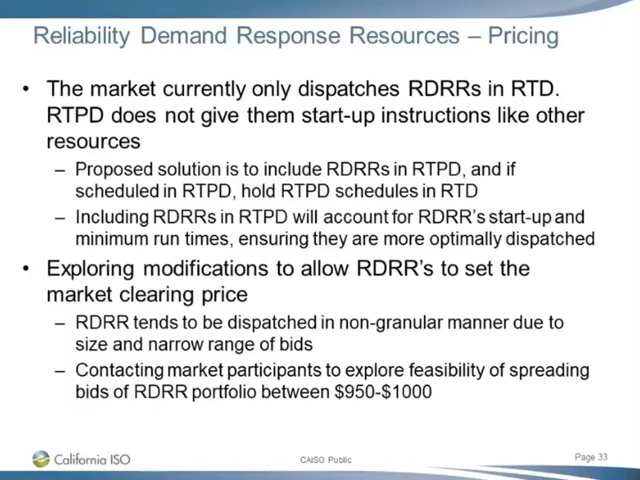 Reliability Demand Response Resources – Pricing
• The market currently only dispatches RDRRs in RTD.
RTPD does not give them start-up instructions like other
resources
– Proposed solution is to include RDRRs in RTPD, and if
scheduled in RTPD, hold RTPD schedules in RTD
– Including RDRRs in RTPD will account for RDRR's start-up and
minimum run times, ensuring they are more optimally dispatched
• Exploring modifications to allow RDRR's to set the
market clearing price
– RDRR tends to be dispatched in non-granular manner due to
size and narrow range of bids
– Contacting market participants to explore feasibility of spreading
bids of RDRR portfolio between $950-$1000
California ISO
CAISO Public
Page 33